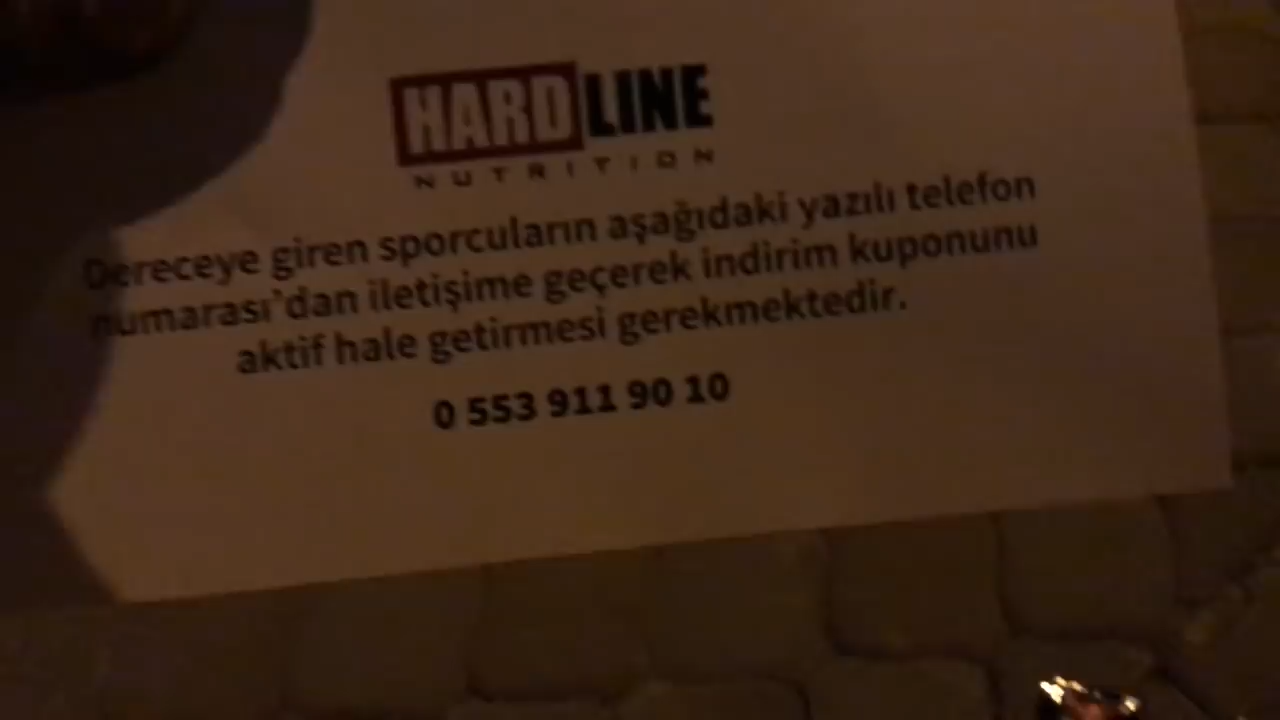 HARDLINE
NUTRITION
Dereceye giren sporcuların aşağıdaki yazılı telefon
numarası'dan iletişime geçerek indirim kuponunu
aktif hale getirmesi gerekmektedir.
0 553 911 90 10